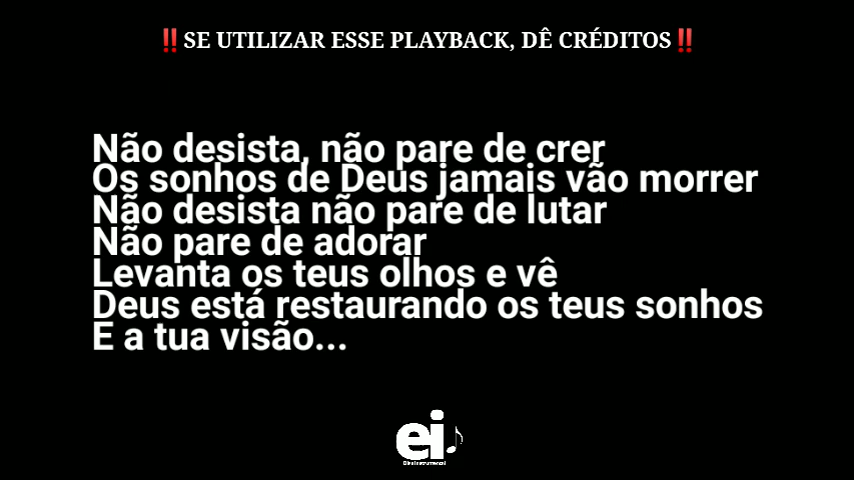 ‼️SE UTILIZAR ESSE PLAYBACK, DÊ CRÉDITOS‼️
Não desista, não pare de crer
Os sonhos de Deus jamais vão morrer
Não desista não pare de lutar
Não pare de adorar
Levanta os teus olhos e vê
Deus está restaurando os teus sonhos
E a tua visão...
ei